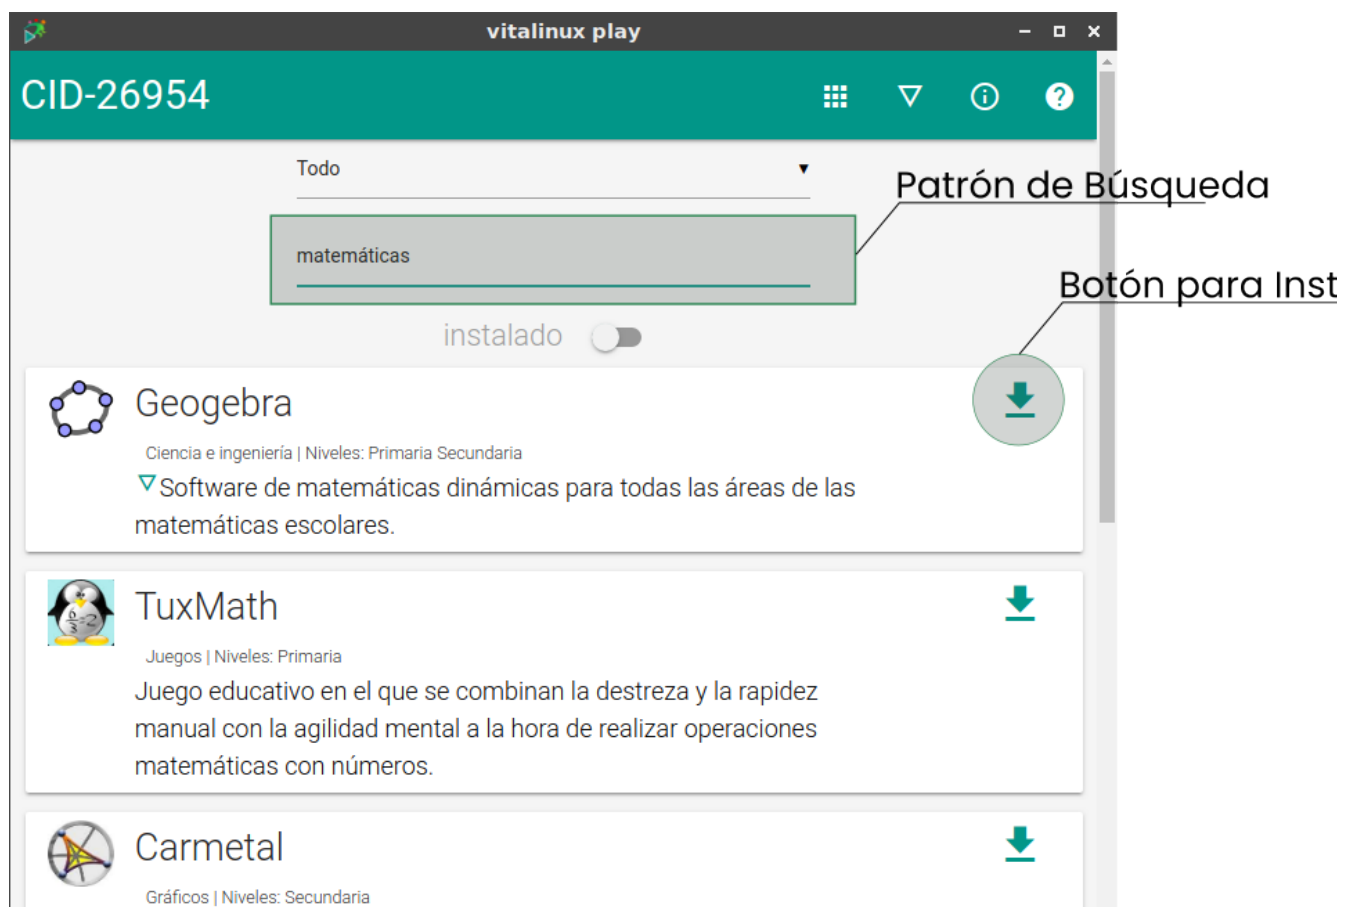 vitalinux play
CID-26954
Todo
Patrón de Búsqueda
matemáticas
Botón para Inst
instalado
Geogebra
Ciencia e ingeniería | Niveles: Primaria Secundaria
Software de matemáticas dinámicas para todas las áreas de las
matemáticas escolares.
TuxMath
Juegos | Niveles: Primaria
Juego educativo en el que se combinan la destreza y la rapidez
manual con la agilidad mental a la hora de realizar operaciones
matemáticas con números.
Carmetal
Gráficos | Niveles: Secundaria